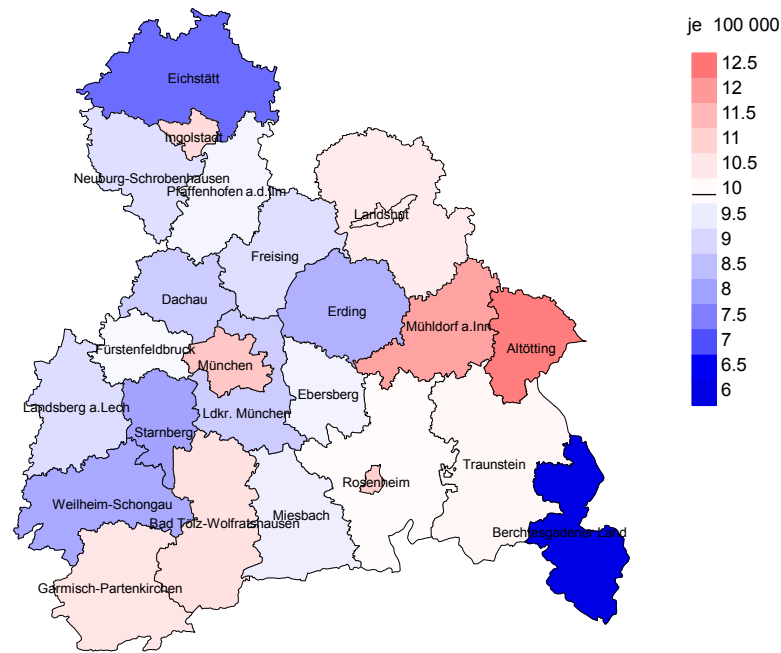 je 100 000
12.5
12
11.5
11
10.5
10
9.5
9
8.5
8
7.5
7
6.5
6
Eichstätt
Ingolstadt
Neuburg-Schrobenhausen
Pfaffenhofen a.d.Ilm
Landshut
Freising
Dachau
Erding
Mühldorf a.Inn
Altötting
Fürstenfeldbruck
München
Ebersberg
Landsberg a.Lech
Ldkr. München
Starnberg
Traunstein
Rosenheim
Weilheim-Schongau
Miesbach
Bad Tölz-Wolfratshausen
Berchtesgadener Land
Garmisch-Partenkirchen